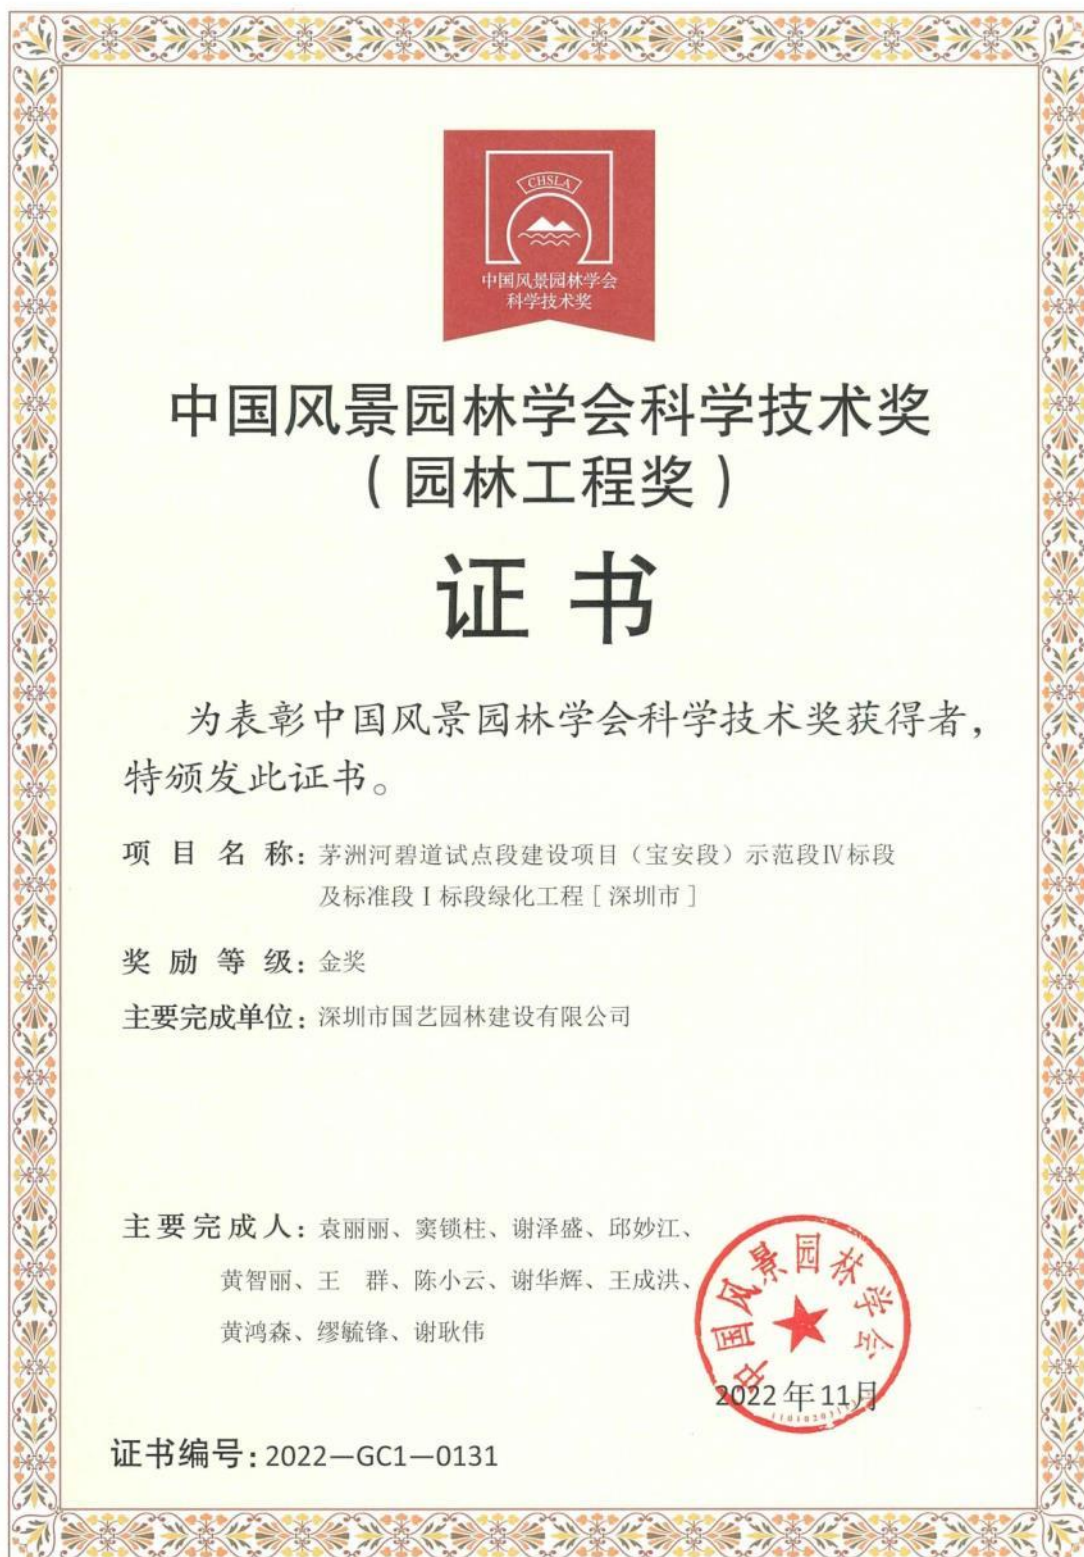 CHSLA
中国风景园林学会
科学技术奖
中国风景园林学会科学技术奖
（园林工程奖）
证书
为表彰中国风景园林学会科学技术奖获得者，
特颁发此证书。
项目名称：茅洲河碧道试点段建设项目（宝安段）示范段Ⅳ标段
及标准段Ⅰ标段绿化工程［深圳市］
奖励等级：金奖
主要完成单位：深圳市国艺园林建设有限公司
主要完成人：袁丽丽、窦锁柱、谢泽盛、邱妙江、
黄智丽、王　群、陈小云、谢华辉、王成洪、
黄鸿森、缪毓锋、谢耿伟
中国风景园林学会
2022年11月
证书编号：2022—GC1—0131